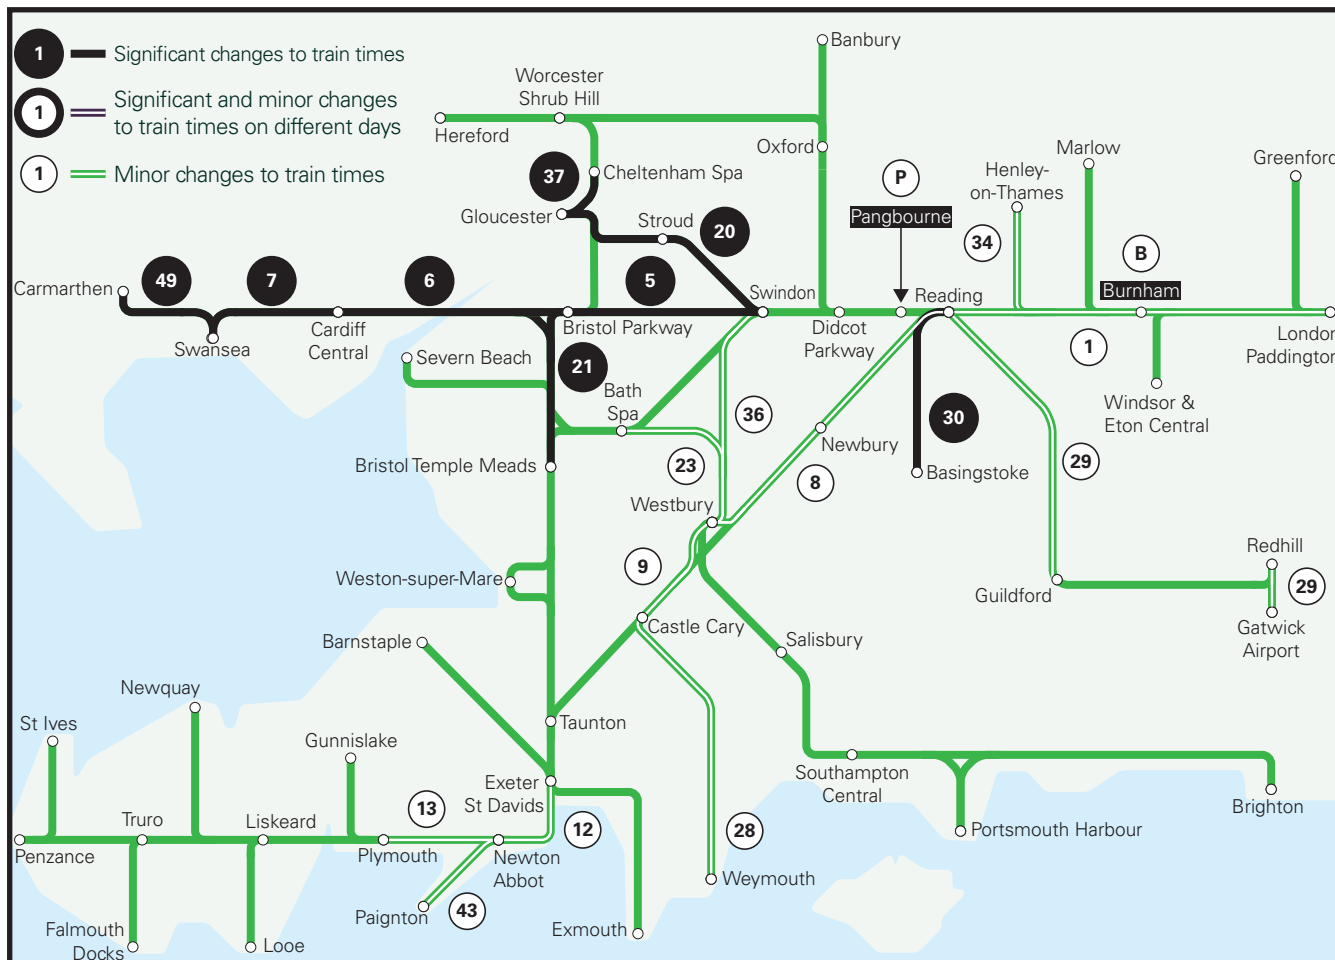 1
Significant changes to train times
1
Significant and minor changes
to train times on different days
1
Minor changes to train times
Banbury
Worcester
Shrub Hill
Hereford
Oxford
Marlow
Greenford
Henley-
on-Thames
P
Pangbourne
37
Cheltenham Spa
Gloucester
Stroud
20
34
B
Burnham
49
7
6
5
Carmarthen
Swansea
Cardiff
Central
Bristol Parkway
Swindon
Didcot
Parkway
Reading
London
Paddington
1
Severn Beach
21
Bath
Spa
36
Windsor &
Eton Central
30
Newbury
Bristol Temple Meads
23
8
Basingstoke
29
Westbury
9
Redhill
29
Weston-super-Mare
Guildford
Gatwick
Airport
Castle Cary
Barnstaple
Salisbury
Newquay
St Ives
Taunton
Gunnislake
Exeter
St Davids
Southampton
Central
Brighton
13
12
28
Portsmouth Harbour
Truro
Liskeard
Penzance
Plymouth
Newton
Abbot
Weymouth
Paignton
43
Falmouth
Docks
Looe
Exmouth